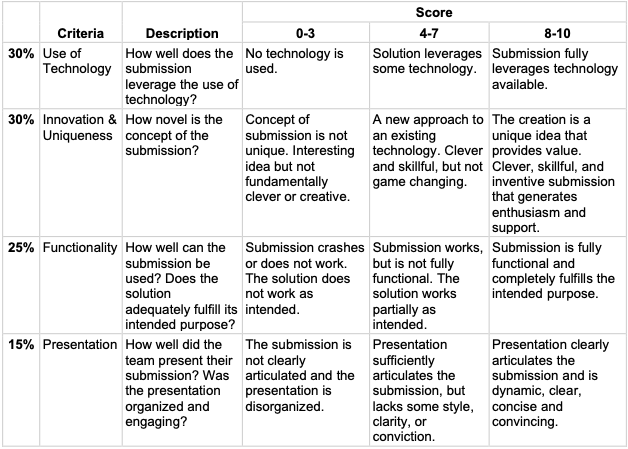 Score
Criteria Description 0-3 4-7 8-10
30% Use of Technology
How well does the
submission
leverage the use of
technology?
No technology is
used.
Solution leverages
some technology.
Submission fully
leverages technology
available.
30% Innovation &
Uniqueness
How novel is the
concept of the
submission?
Concept of
submission is not
unique. Interesting
idea but not
fundamentally
clever or creative.
A new approach to
an existing
technology. Clever
and skillful, but not
game changing.
The creation is a
unique idea that
provides value.
Clever, skillful, and
inventive submission
that generates
enthusiasm and
support.
25% Functionality
How well can the
submission be
used? Does the
solution
adequately fulfill its
intended purpose?
Submission crashes
or does not work.
The solution does
not work as
intended.
Submission works,
but is not fully
functional. The
solution works
partially as
intended.
Submission is fully
functional and
completely fulfills the
intended purpose.
15% Presentation
How well did the
team present their
submission? Was
the presentation
organized and
engaging?
The submission is
not clearly
articulated and the
presentation is
disorganized.
Presentation
sufficiently
articulates the
submission, but
lacks some style,
clarity, or
conviction.
Presentation clearly
articulates the
submission and is
dynamic, clear,
concise and
convincing.